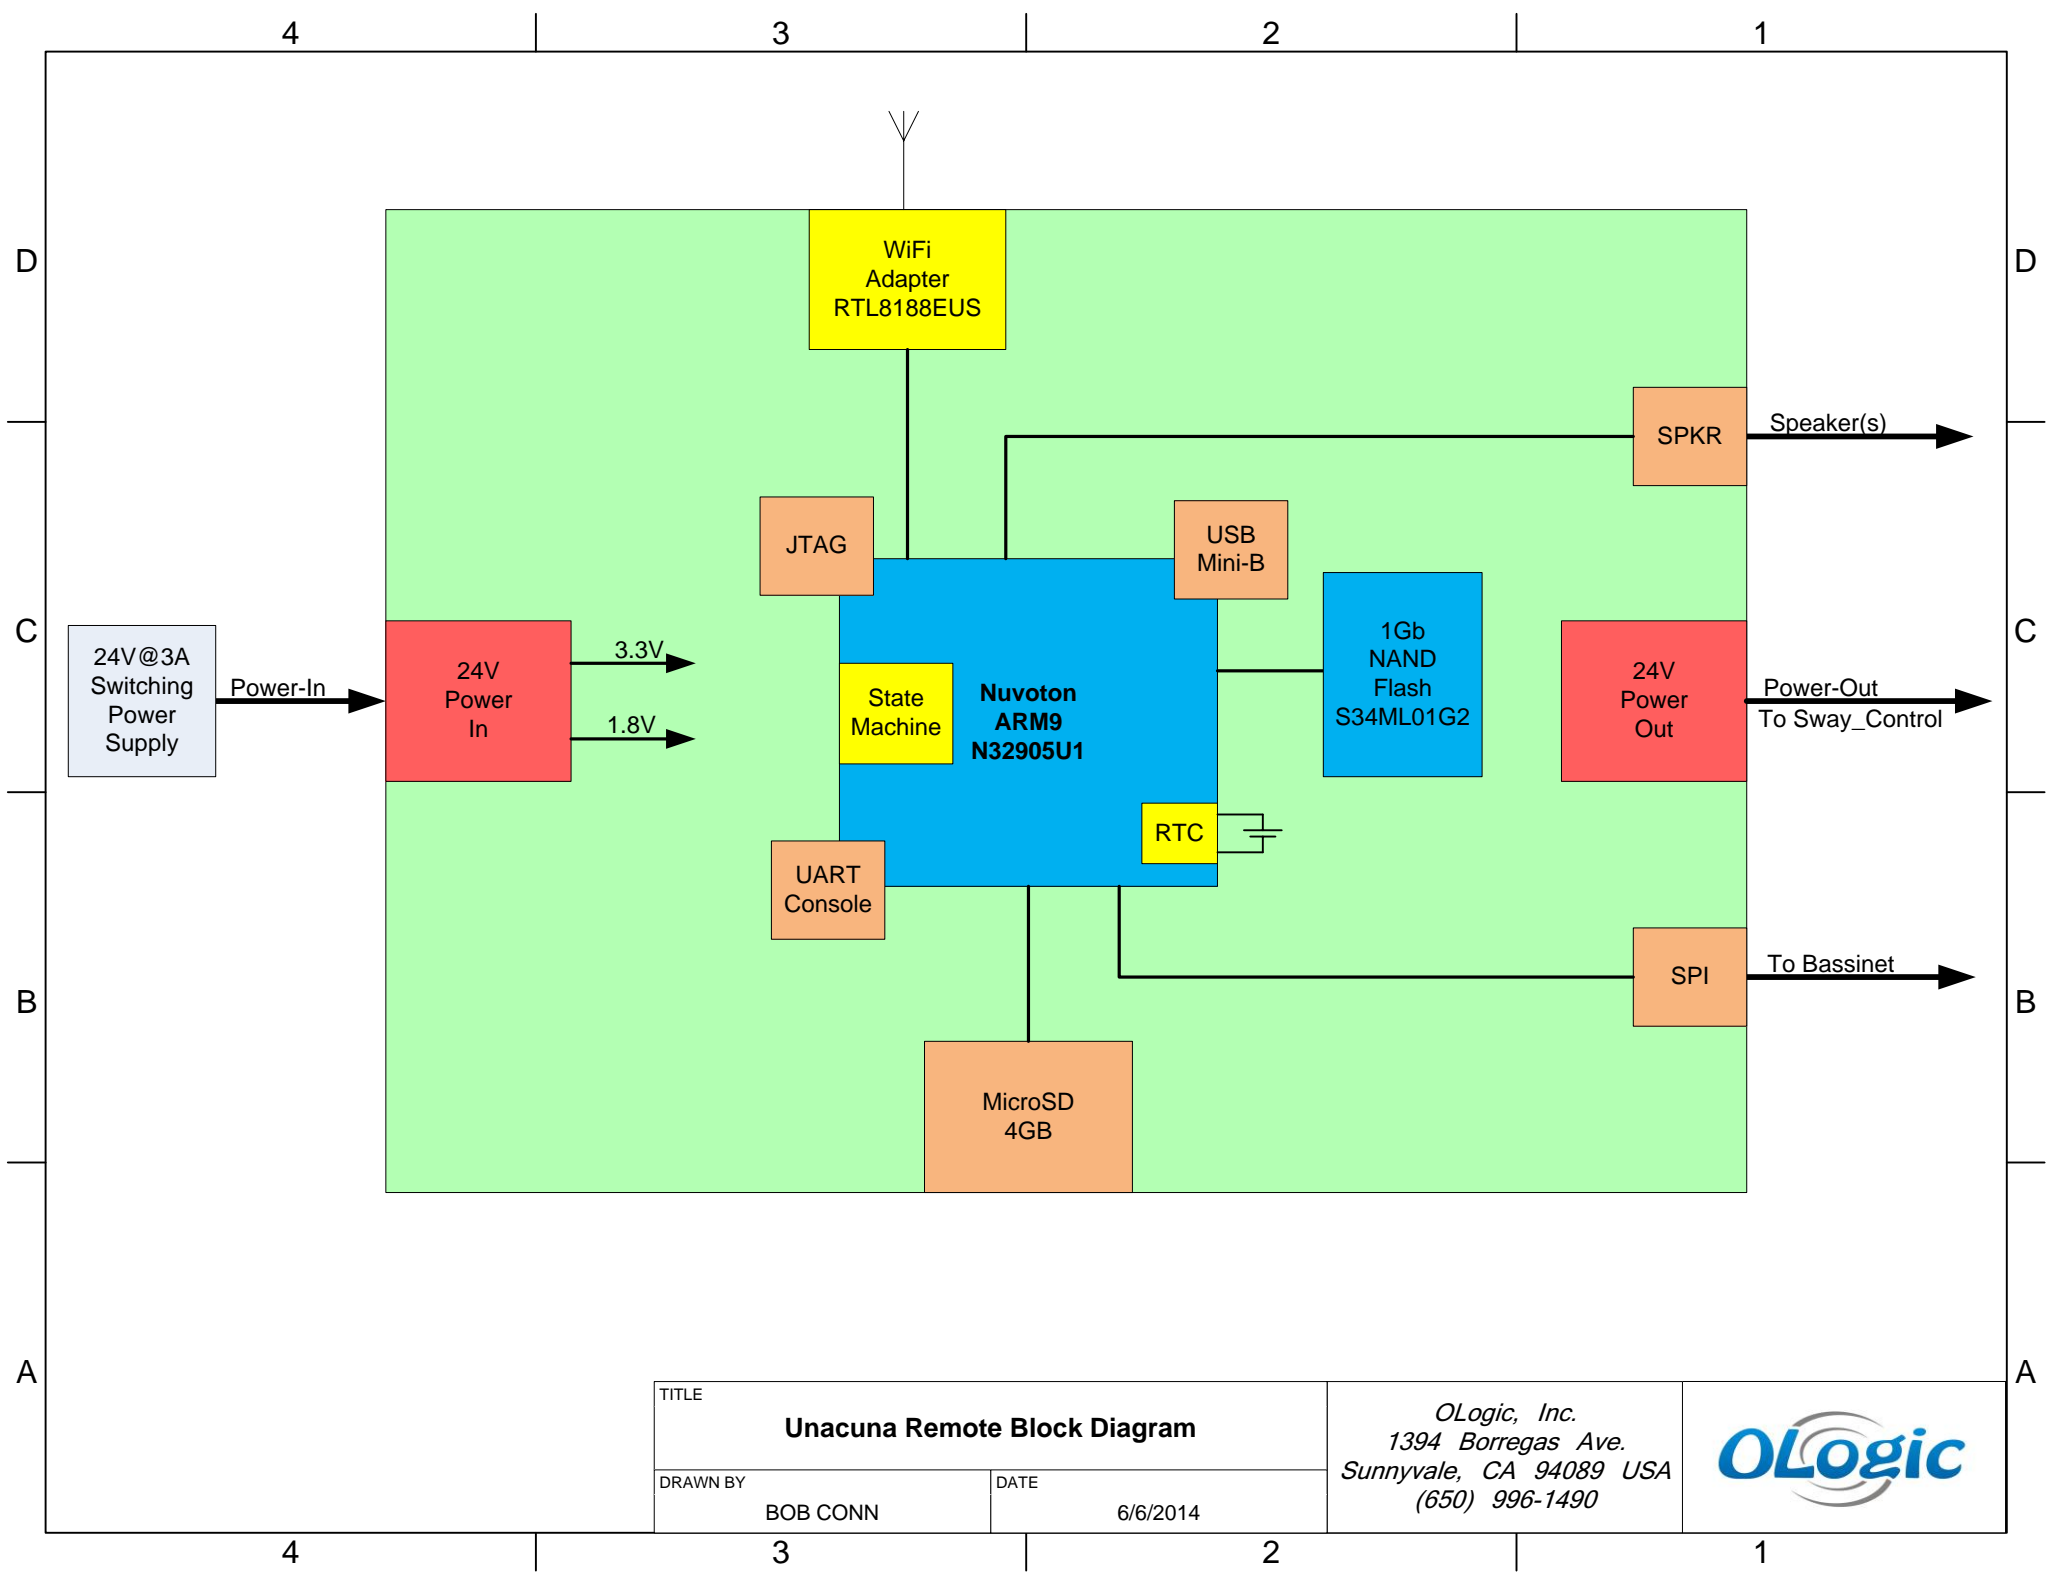 4
3
2
1
D
D
WiFi
Adapter
RTL8188EUS
SPKR
Speaker(s)
JTAG
USB
Mini-B
C
C
24V@3A
Switching
Power
Supply
Power-In
24V
Power
In
3.3V
1.8V
State
Machine
Nuvoton
ARM9
N32905U1
1Gb
NAND
Flash
S34ML01G2
24V
Power
Out
Power-Out
To Sway_Control
RTC
UART
Console
SPI
To Bassinet
B
B
MicroSD
4GB
A
A
TITLE
Unacuna Remote Block Diagram
DRAWN BY
BOB CONN
DATE
6/6/2014
OLogic, Inc.
1394 Borregas Ave.
Sunnyvale, CA 94089 USA
(650) 996-1490
OLogic
4
3
2
1